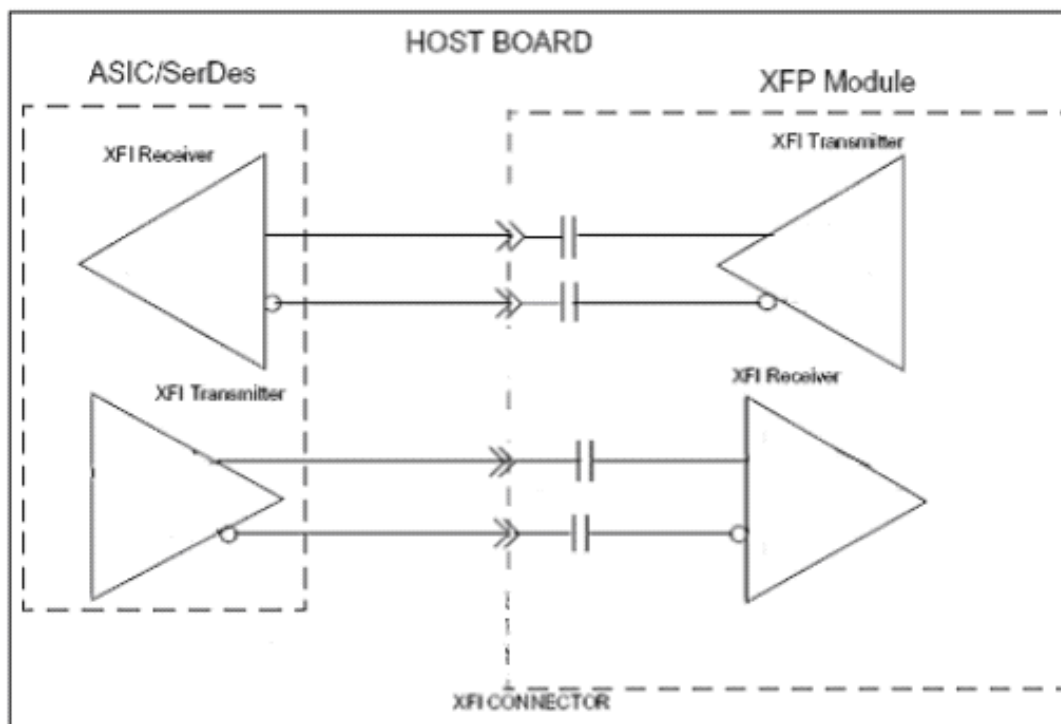 HOST BOARD
ASIC/SerDes
XFP Module
XFI Receiver
XFI Transmitter
XFI Transmitter
XFI Receiver
XFI CONNECTOR